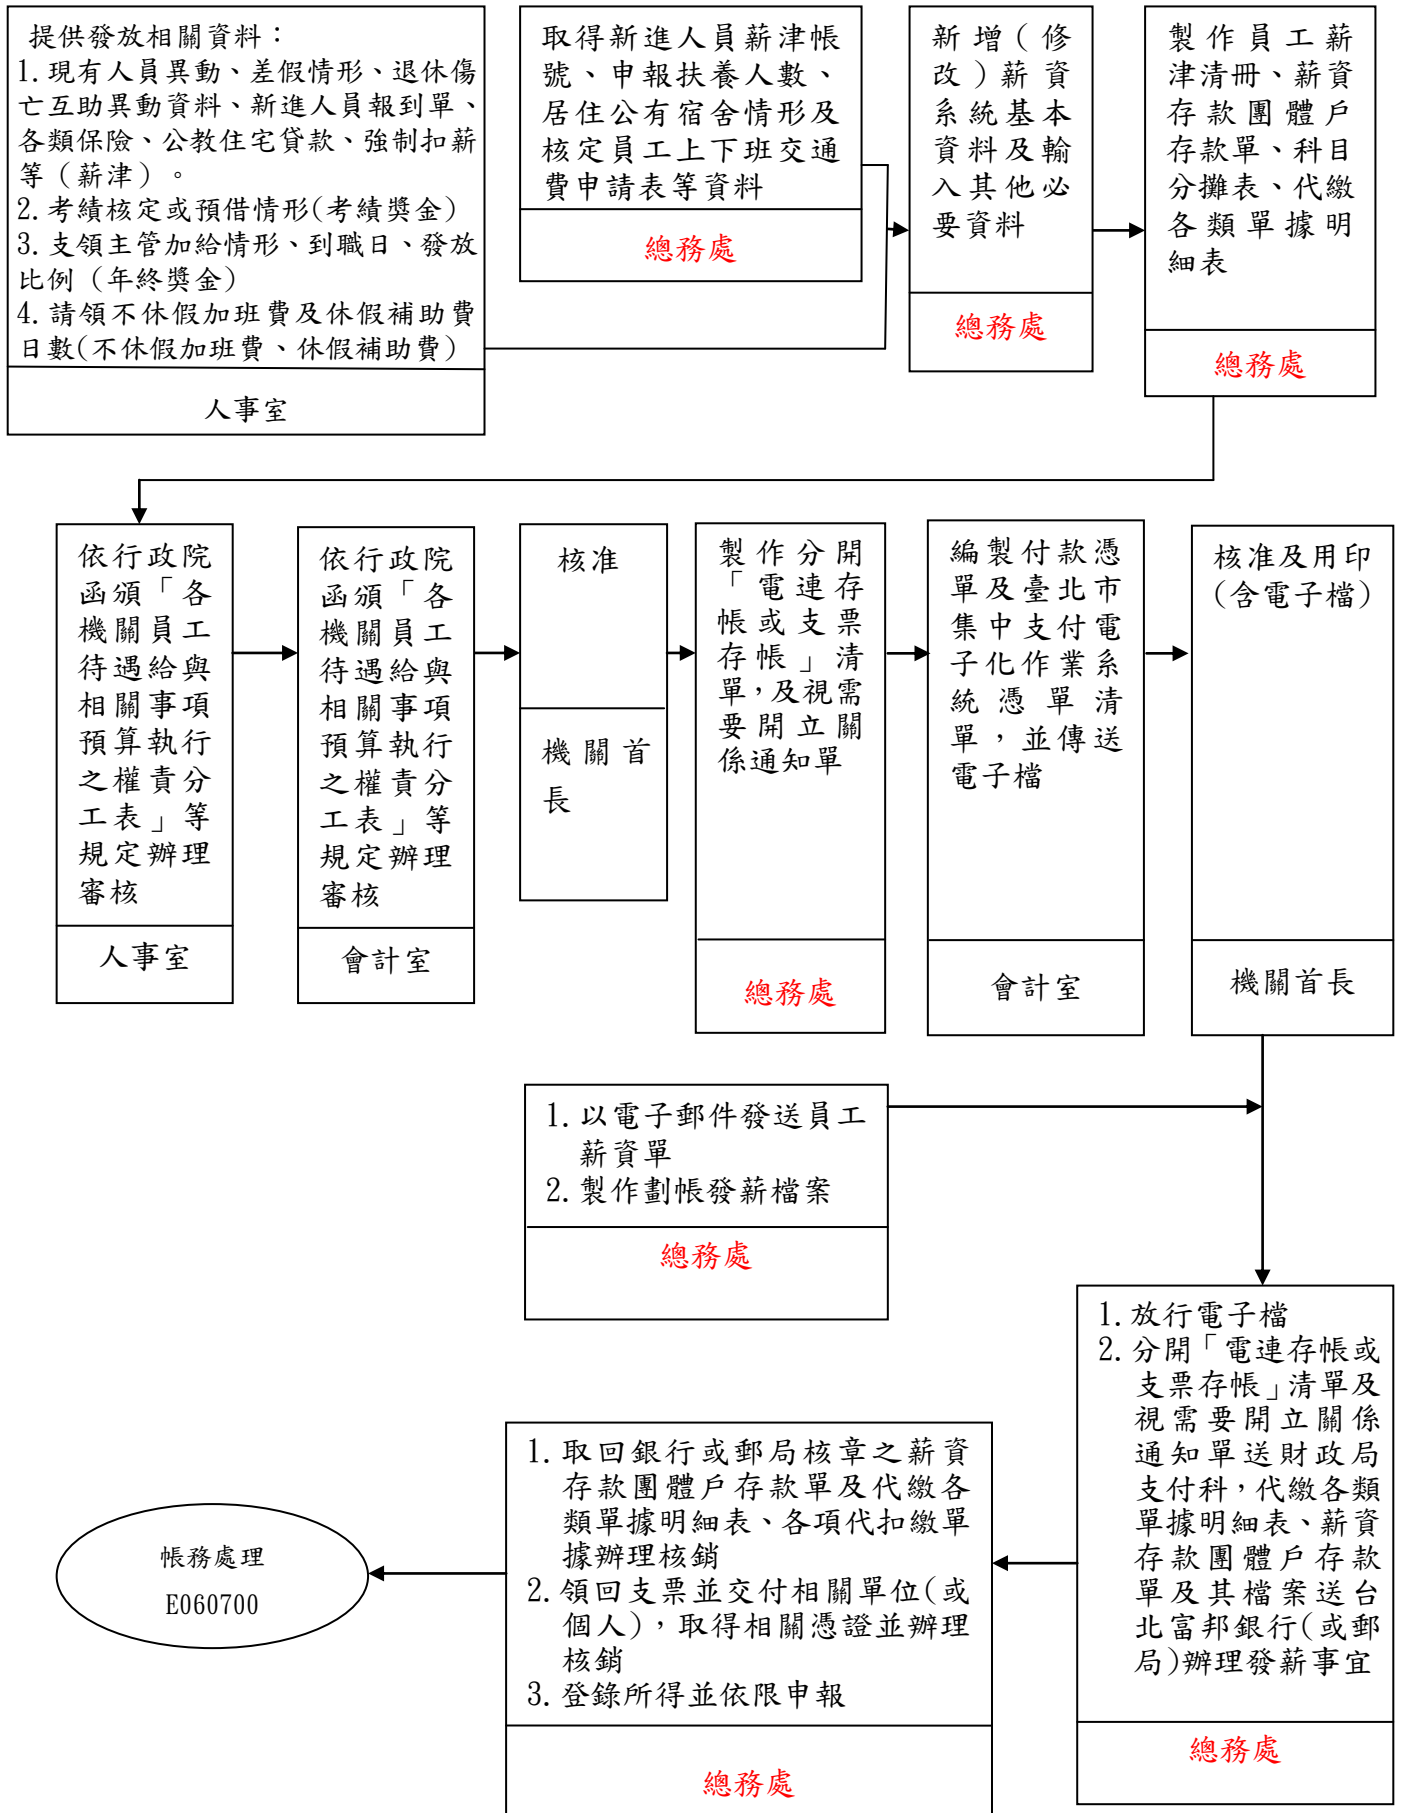 提供發放相關資料：
1.現有人員異動、差假情形、退休傷
亡互助異動資料、新進人員報到單、
各類保險、公教住宅貸款、強制扣薪
等（薪津）。
2.考績核定或預借情形(考績獎金)
3.支領主管加給情形、到職日、發放
比例（年終獎金）
4.請領不休假加班費及休假補助費
日數(不休假加班費、休假補助費)
人事室
取得新進人員薪津帳
號、申報扶養人數、
居住公有宿舍情形及
核定員工上下班交通
費申請表等資料
總務處
新增（修
改）薪資
系統基本
資料及輸
入其他必
要資料
總務處
製作員工薪
津清冊、薪資
存款團體戶
存款單、科目
分攤表、代繳
各類單據明
細表
總務處
依行政院
函頒「各
機關員工
待遇給與
相關事項
預算執行
之權責分
工表」等
規定辦理
審核
人事室
依行政院
函頒「各
機關員工
待遇給與
相關事項
預算執行
之權責分
工表」等
規定辦理
審核
會計室
核准
機關首
長
製作分開
「電連存
帳或支票
存帳」清
單，及視需
要開立關
係通知單
總務處
編製付款憑
單及臺北市
集中支付電
子化作業系
統憑單清
單，並傳送
電子檔
會計室
核准及用印
(含電子檔)
機關首長
1.以電子郵件發送員工
薪資單
2.製作劃帳發薪檔案
總務處
1.放行電子檔
2.分開「電連存帳或
支票存帳」清單及
視需要開立關係
通知單送財政局
支付科，代繳各類
單據明細表、薪資
存款團體戶存款
單及其檔案送台
北富邦銀行(或郵
局)辦理發薪事宜
總務處
1.取回銀行或郵局核章之薪資
存款團體戶存款單及代繳各
類單據明細表、各項代扣繳單
據辦理核銷
2.領回支票並交付相關單位(或
個人)，取得相關憑證並辦理
核銷
3.登錄所得並依限申報
總務處
帳務處理
E060700